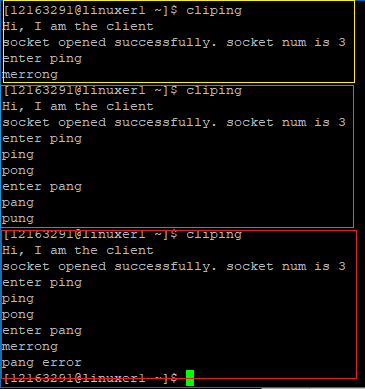 [12163291@linuxer1 ~]$ cliping
Hi, I am the client
socket opened successfully. socket num is 3
enter ping
merrong
[12163291@linuxer1 ~]$ cliping
Hi, I am the client
socket opened successfully. socket num is 3
enter ping
ping
pong
enter pang
pang
pung
[12163291@linuxer1 ~]$ cliping
Hi, I am the client
socket opened successfully. socket num is 3
enter ping
ping
pong
enter pang
merrong
pang error
[12163291@linuxer1 ~]$